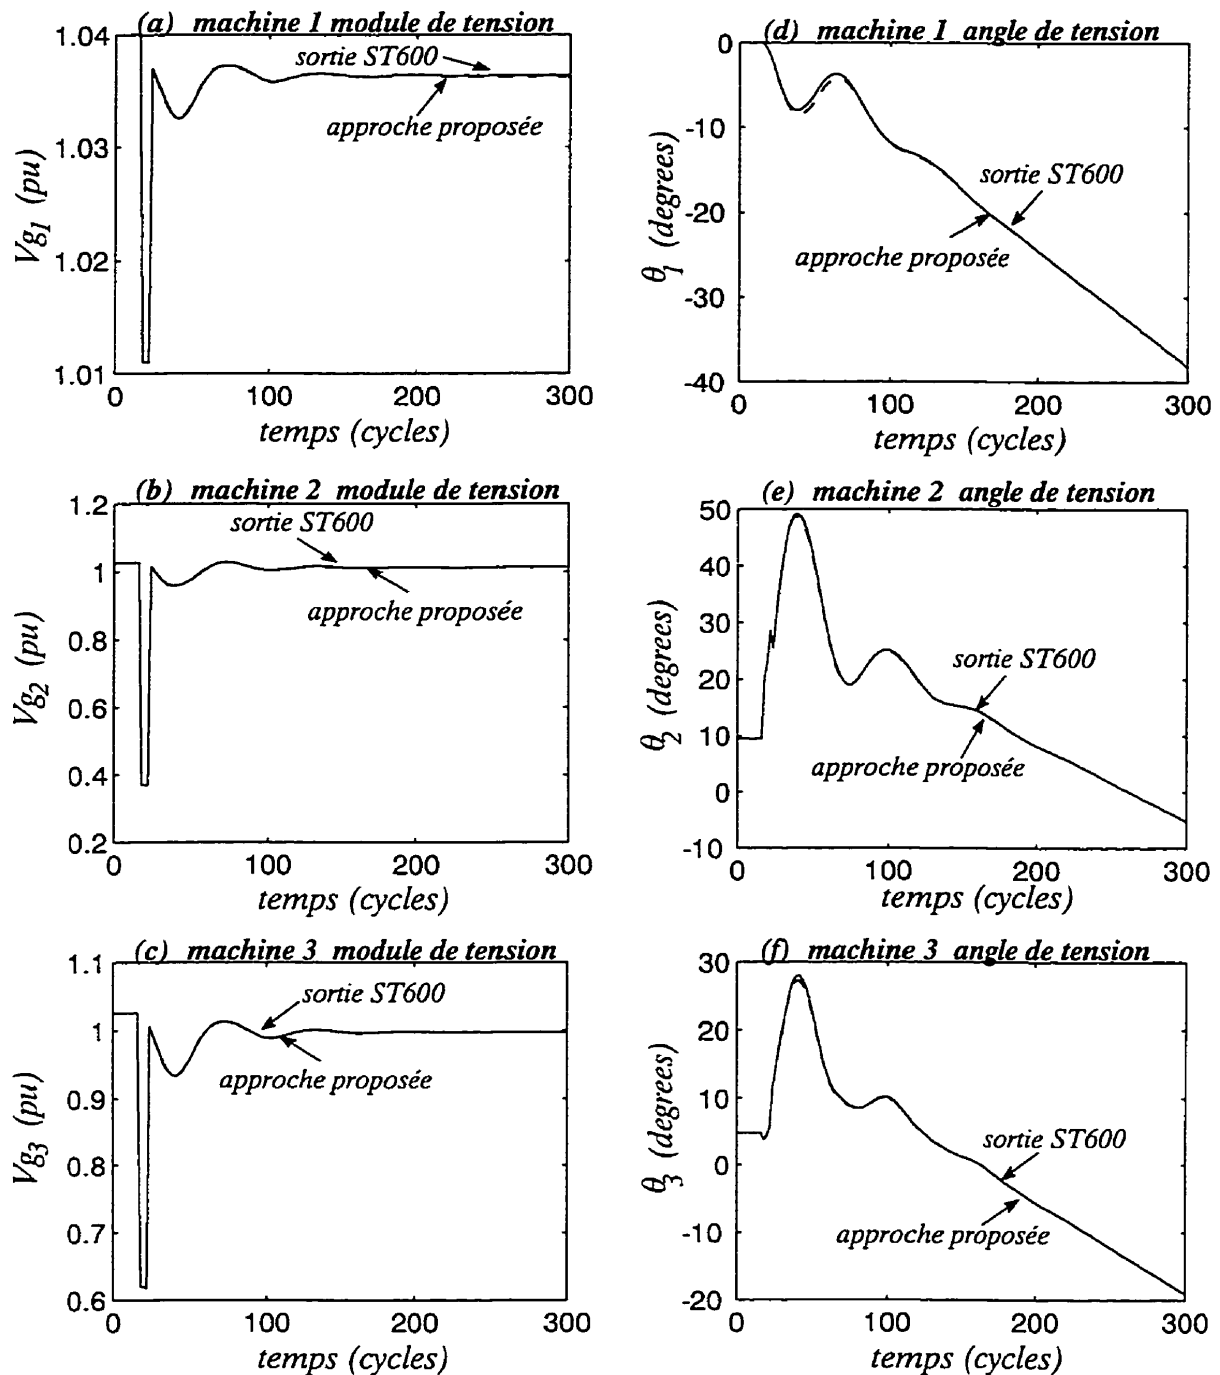 (a) machine 1 module de tension
1.04
1.03
1.02
1.01
Vg1 (pu)
sortie ST600
approche proposée
0 100 200 300
temps (cycles)
(d) machine 1 angle de tension
0
-10
-20
-30
-40
θ1 (degrees)
sortie ST600
approche proposée
0 100 200 300
temps (cycles)
(b) machine 2 module de tension
1.2
1
0.8
0.6
0.4
0.2
Vg2 (pu)
sortie ST600
approche proposée
0 100 200 300
temps (cycles)
(e) machine 2 angle de tension
50
40
30
20
10
0
-10
θ2 (degrees)
sortie ST600
approche proposée
0 100 200 300
temps (cycles)
(c) machine 3 module de tension
1.1
1
0.9
0.8
0.7
0.6
Vg3 (pu)
sortie ST600
approche proposée
0 100 200 300
temps (cycles)
(f) machine 3 angle de tension
30
20
10
0
-10
-20
θ3 (degrees)
sortie ST600
approche proposée
0 100 200 300
temps (cycles)